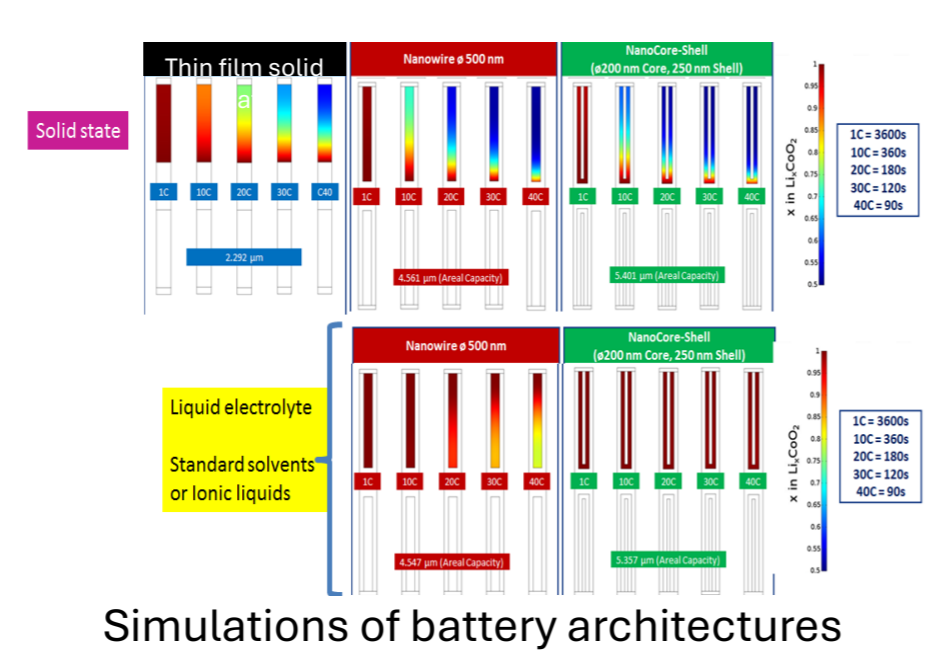 Thin film solid
a
Nanowire ø 500 nm
NanoCore-Shell
(ø200 nm Core, 250 nm Shell)
Solid state
1C 10C 20C 30C C40
1C 10C 20C 30C 40C
1C 10C 20C 30C 40C
2.292 µm
4.561 µm (Areal Capacity)
5.401 µm (Areal Capacity)
x in LiₓCoO₂
1
0.95
0.9
0.85
0.8
0.75
0.7
0.65
0.6
0.55
0.5
1C = 3600s
10C = 360s
20C = 180s
30C = 120s
40C = 90s
Nanowire ø 500 nm
NanoCore-Shell
(ø200 nm Core, 250 nm Shell)
Liquid electrolyte
Standard solvents
or Ionic liquids
1C 10C 20C 30C 40C
1C 10C 20C 30C 40C
4.547 µm (Areal Capacity)
5.357 µm (Areal Capacity)
x in LiₓCoO₂
1
0.95
0.9
0.85
0.8
0.75
0.7
0.65
0.6
0.55
0.5
1C = 3600s
10C = 360s
20C = 180s
30C = 120s
40C = 90s
Simulations of battery architectures